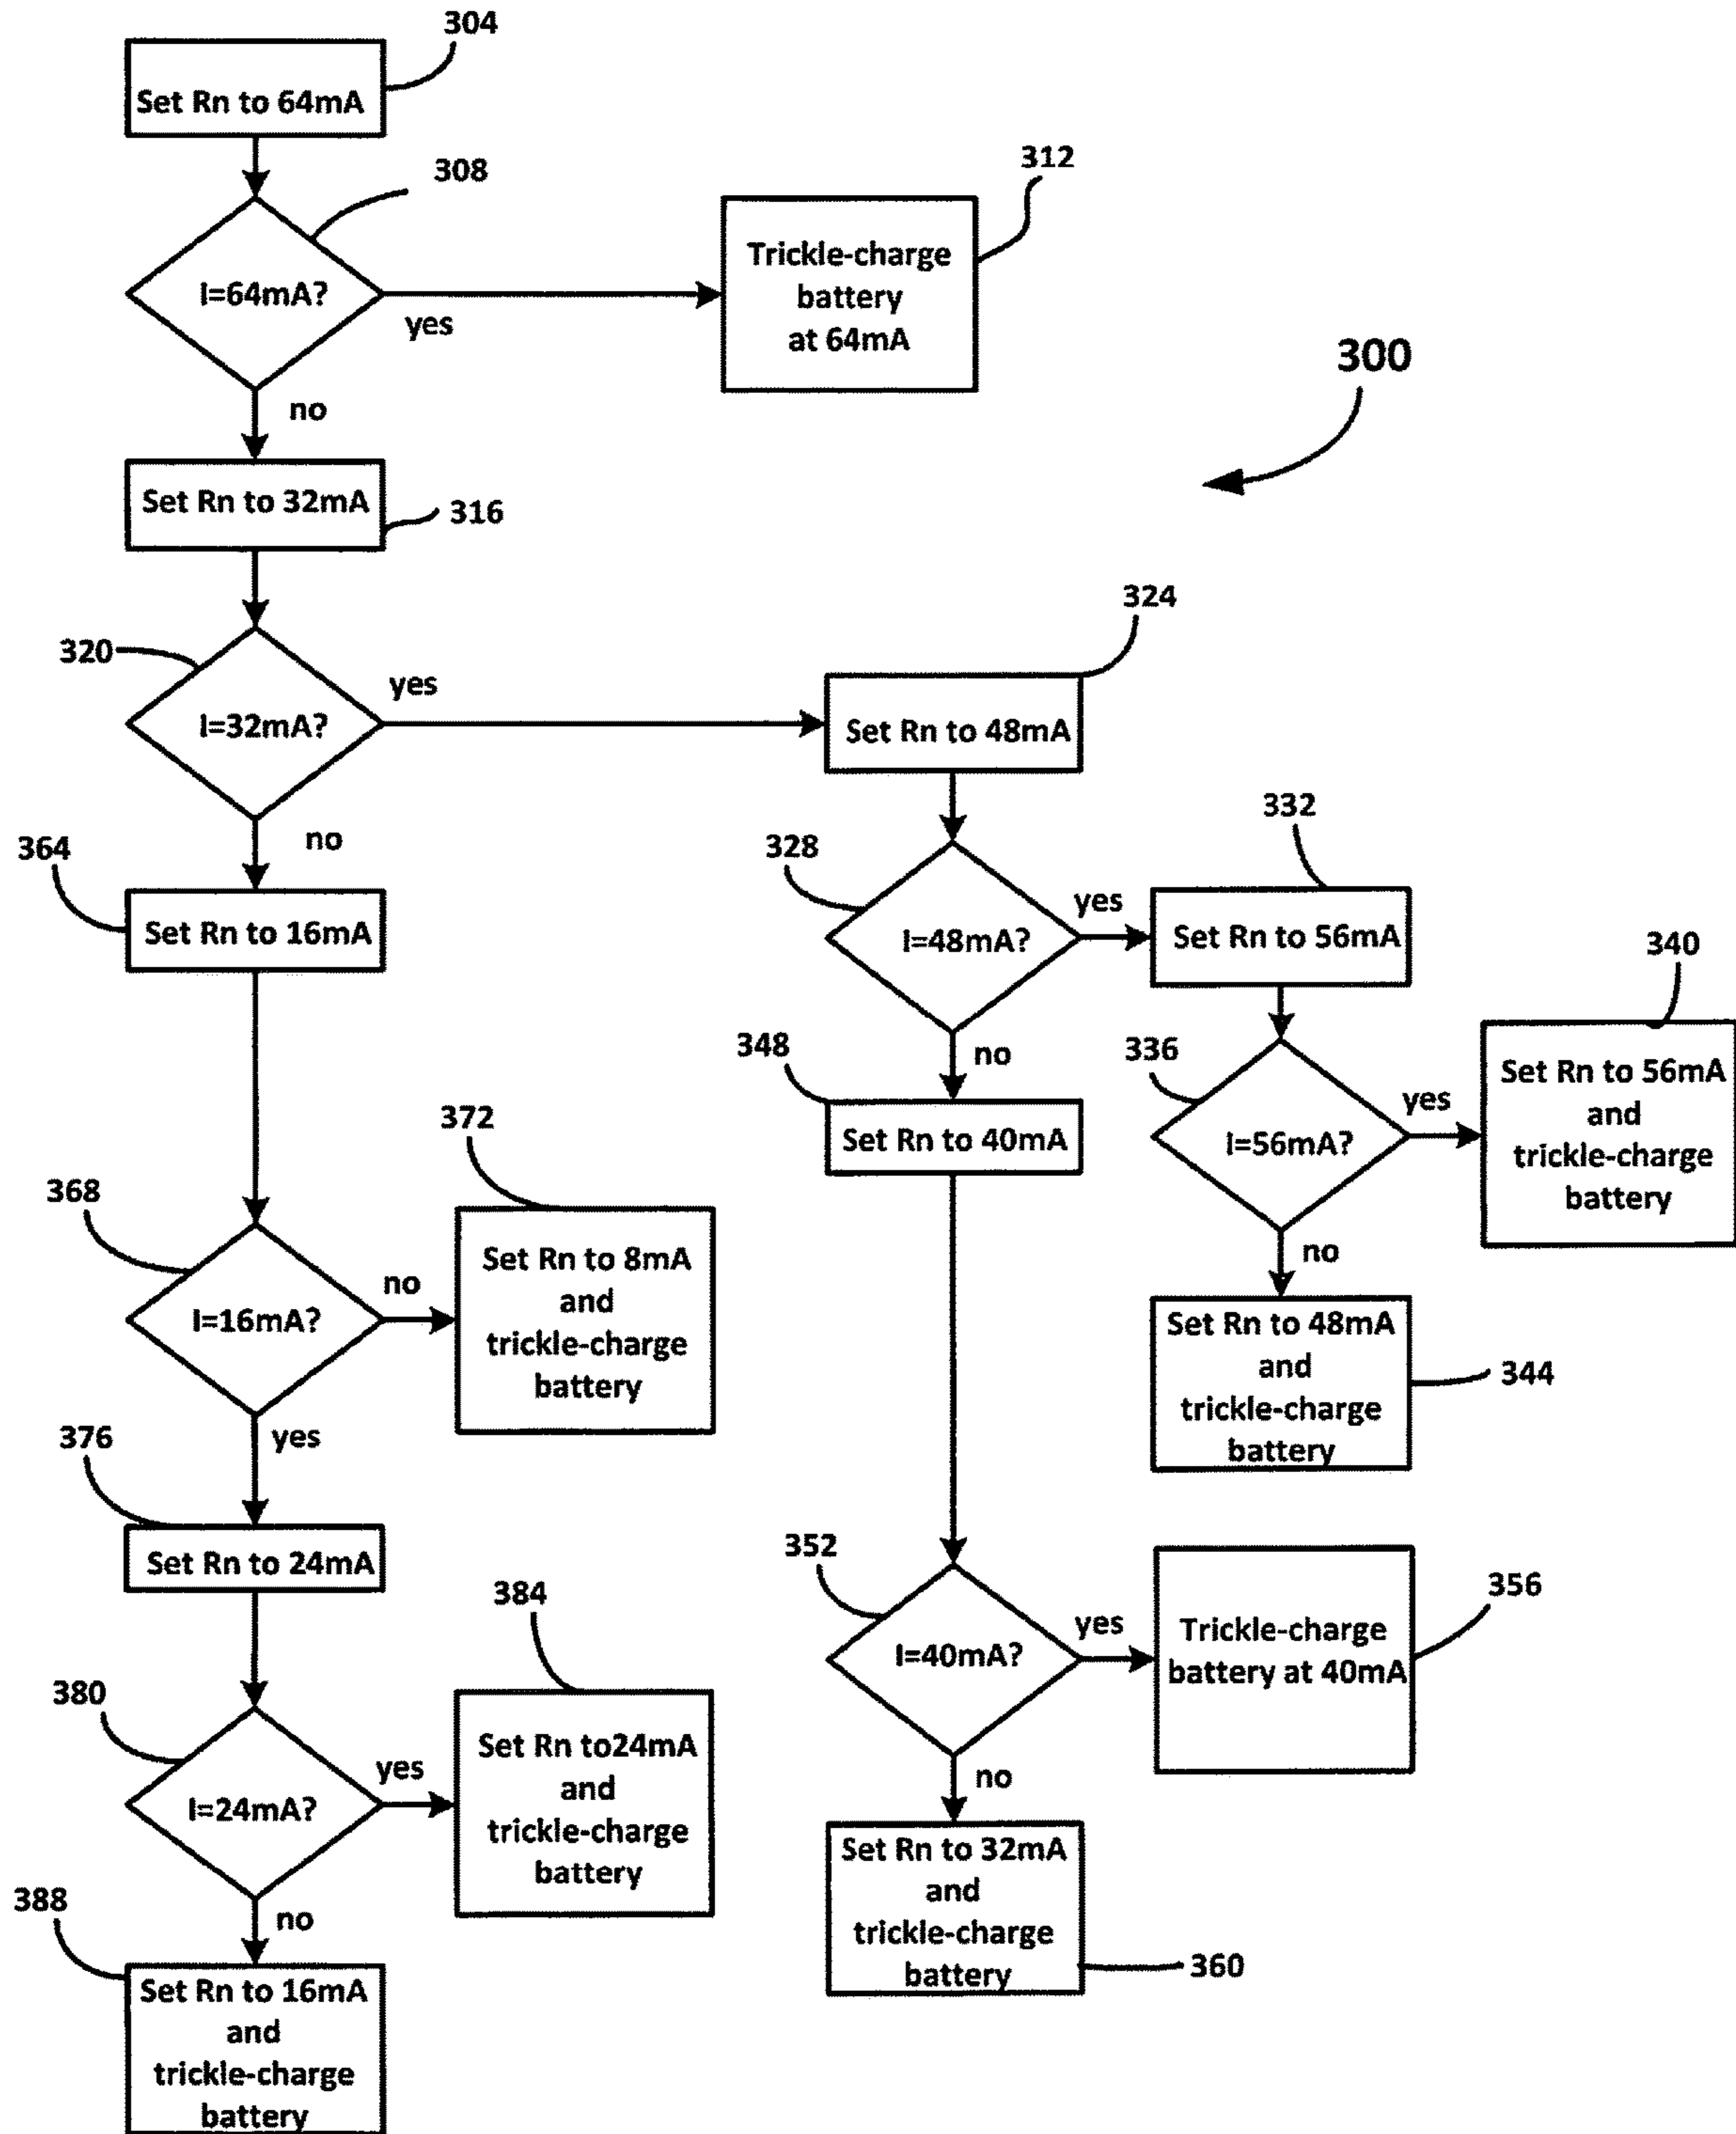 304
Set Rn to 64mA
308
312
I=64mA?
yes
Trickle-charge
battery
at 64mA
300
no
Set Rn to 32mA
316
320
I=32mA?
yes
324
Set Rn to 48mA
no
364
Set Rn to 16mA
328
I=48mA?
yes
332
Set Rn to 56mA
340
336
I=56mA?
yes
Set Rn to 56mA
and
trickle-charge
battery
no
348
Set Rn to 40mA
no
Set Rn to 48mA
and
trickle-charge
battery
344
368
I=16mA?
no
372
Set Rn to 8mA
and
trickle-charge
battery
yes
376
Set Rn to 24mA
352
I=40mA?
yes
Trickle-charge
battery at 40mA
356
380
I=24mA?
yes
384
Set Rn to24mA
and
trickle-charge
battery
no
Set Rn to 32mA
and
trickle-charge
battery
360
no
388
Set Rn to 16mA
and
trickle-charge
battery